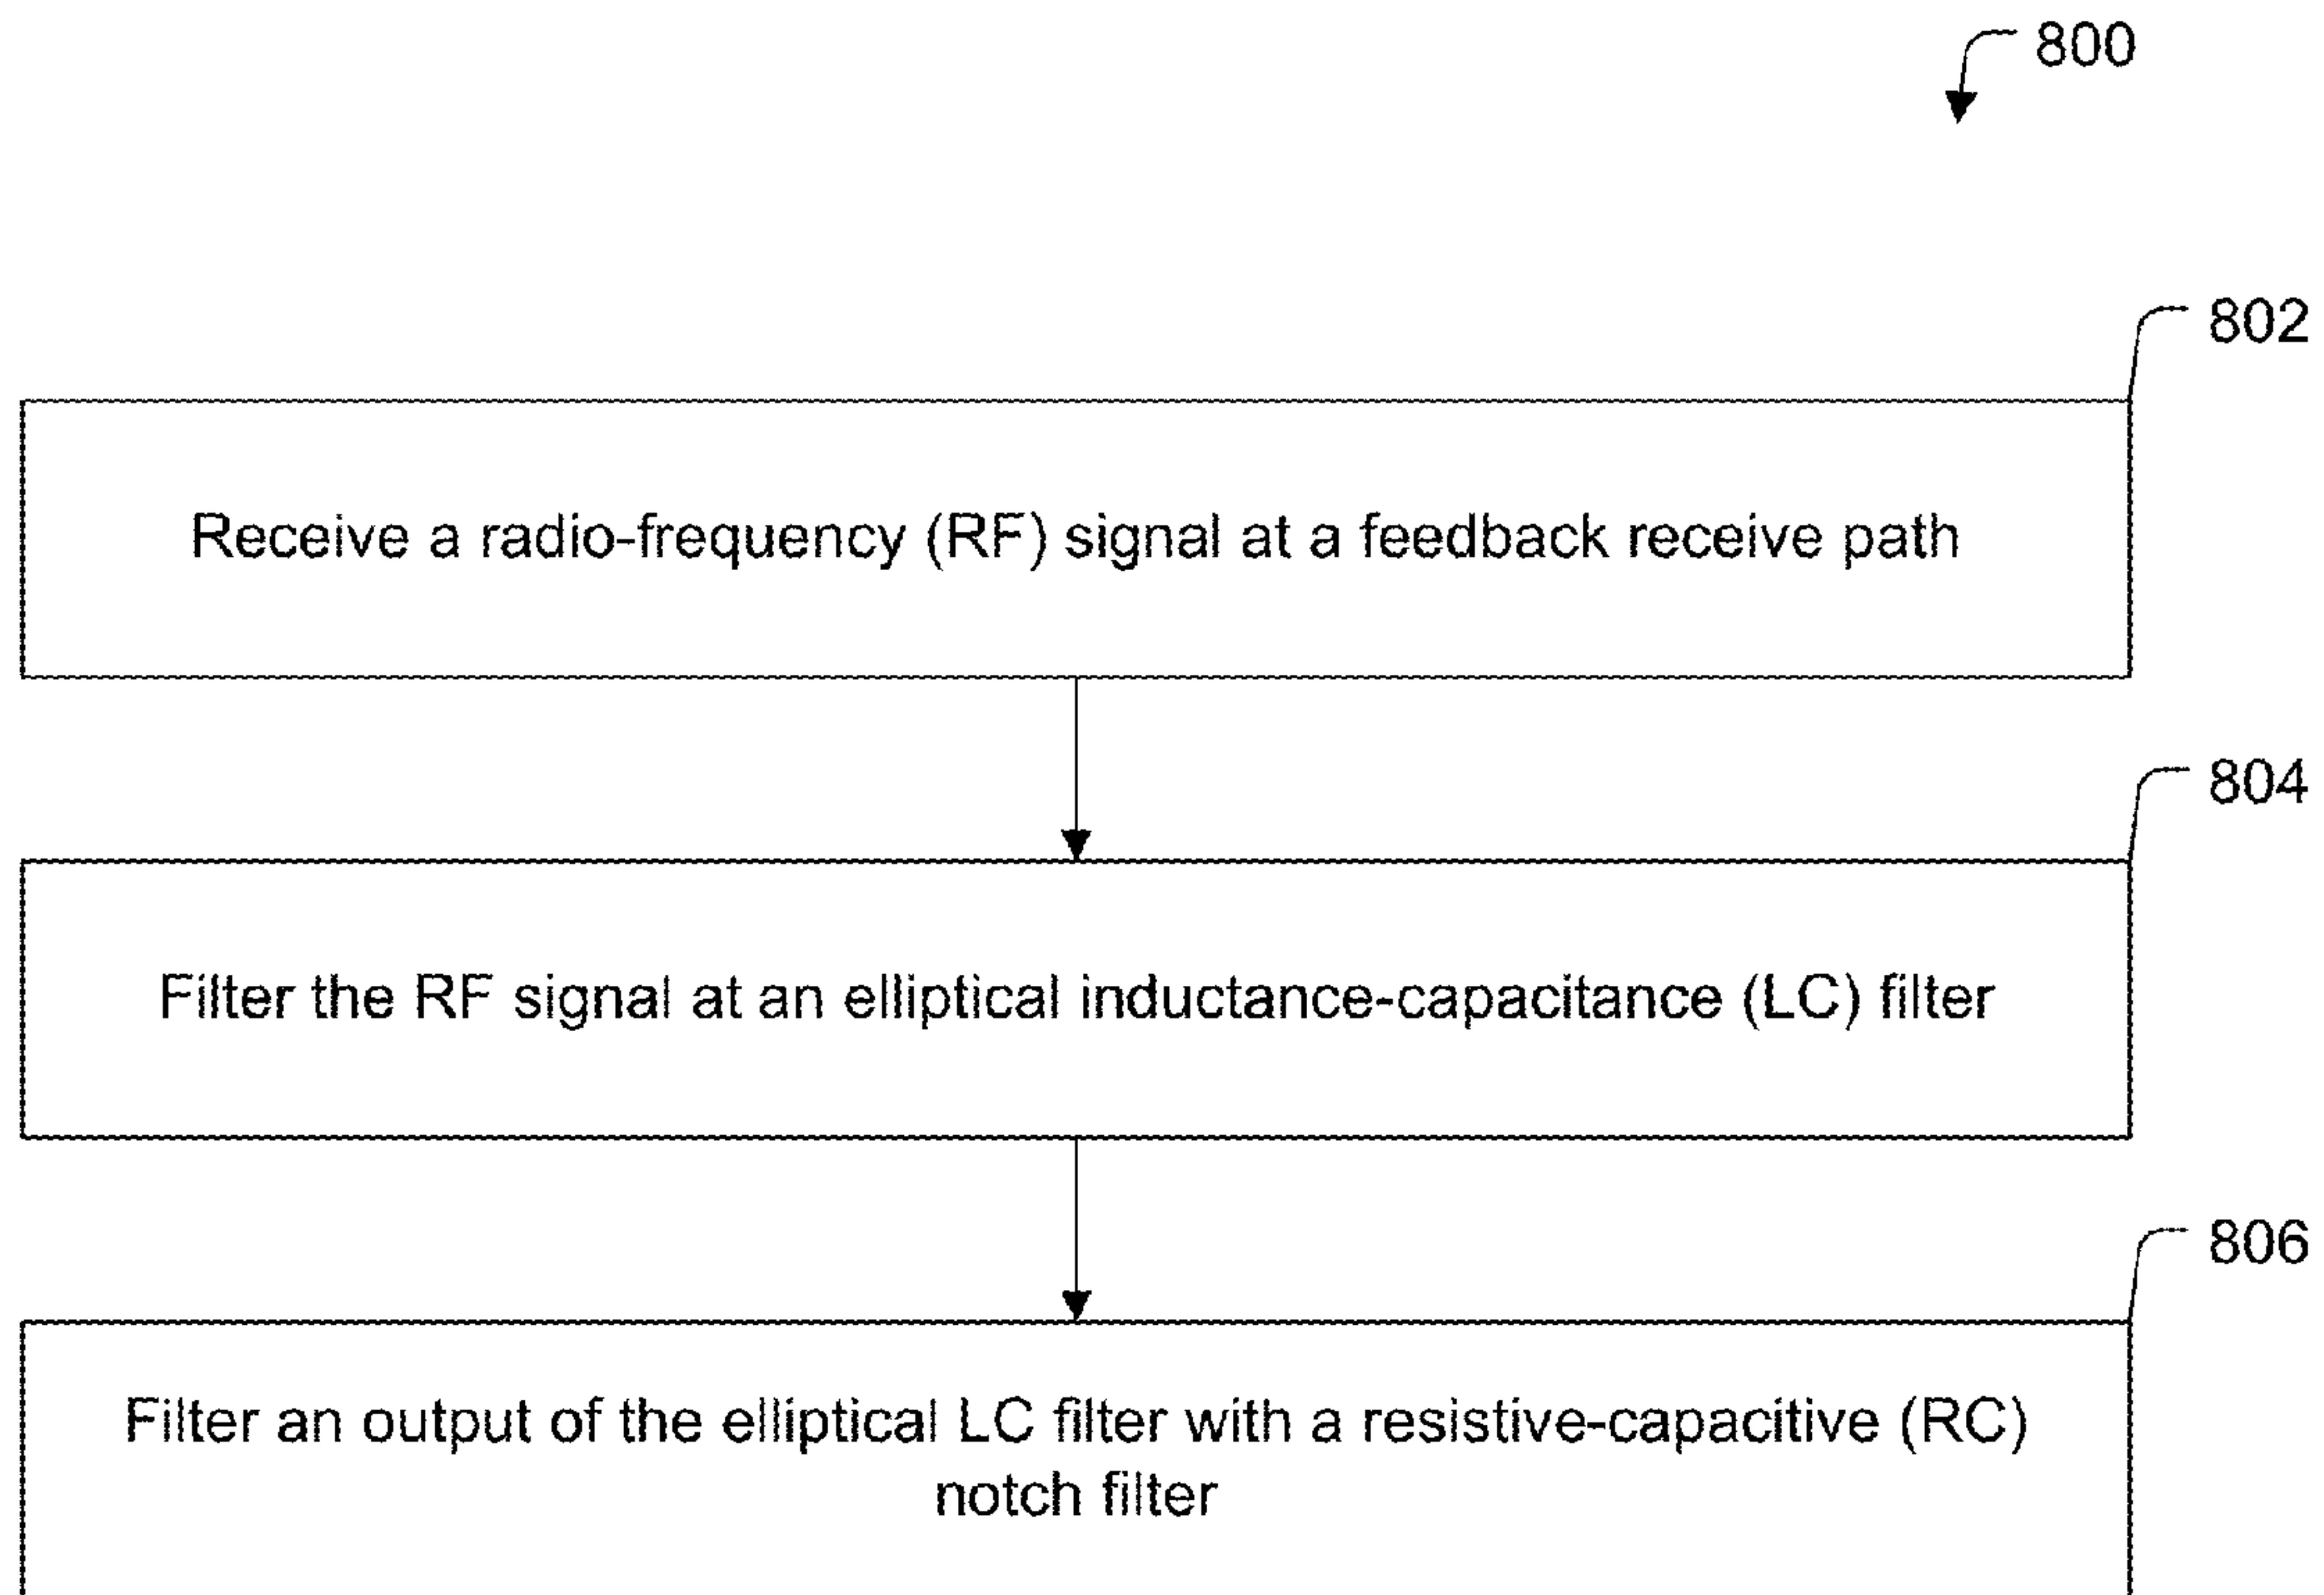 800
802
Receive a radio-frequency (RF) signal at a feedback receive path
804
Filter the RF signal at an elliptical inductance-capacitance (LC) filter
806
Filter an output of the elliptical LC filter with a resistive-capacitive (RC)
notch filter